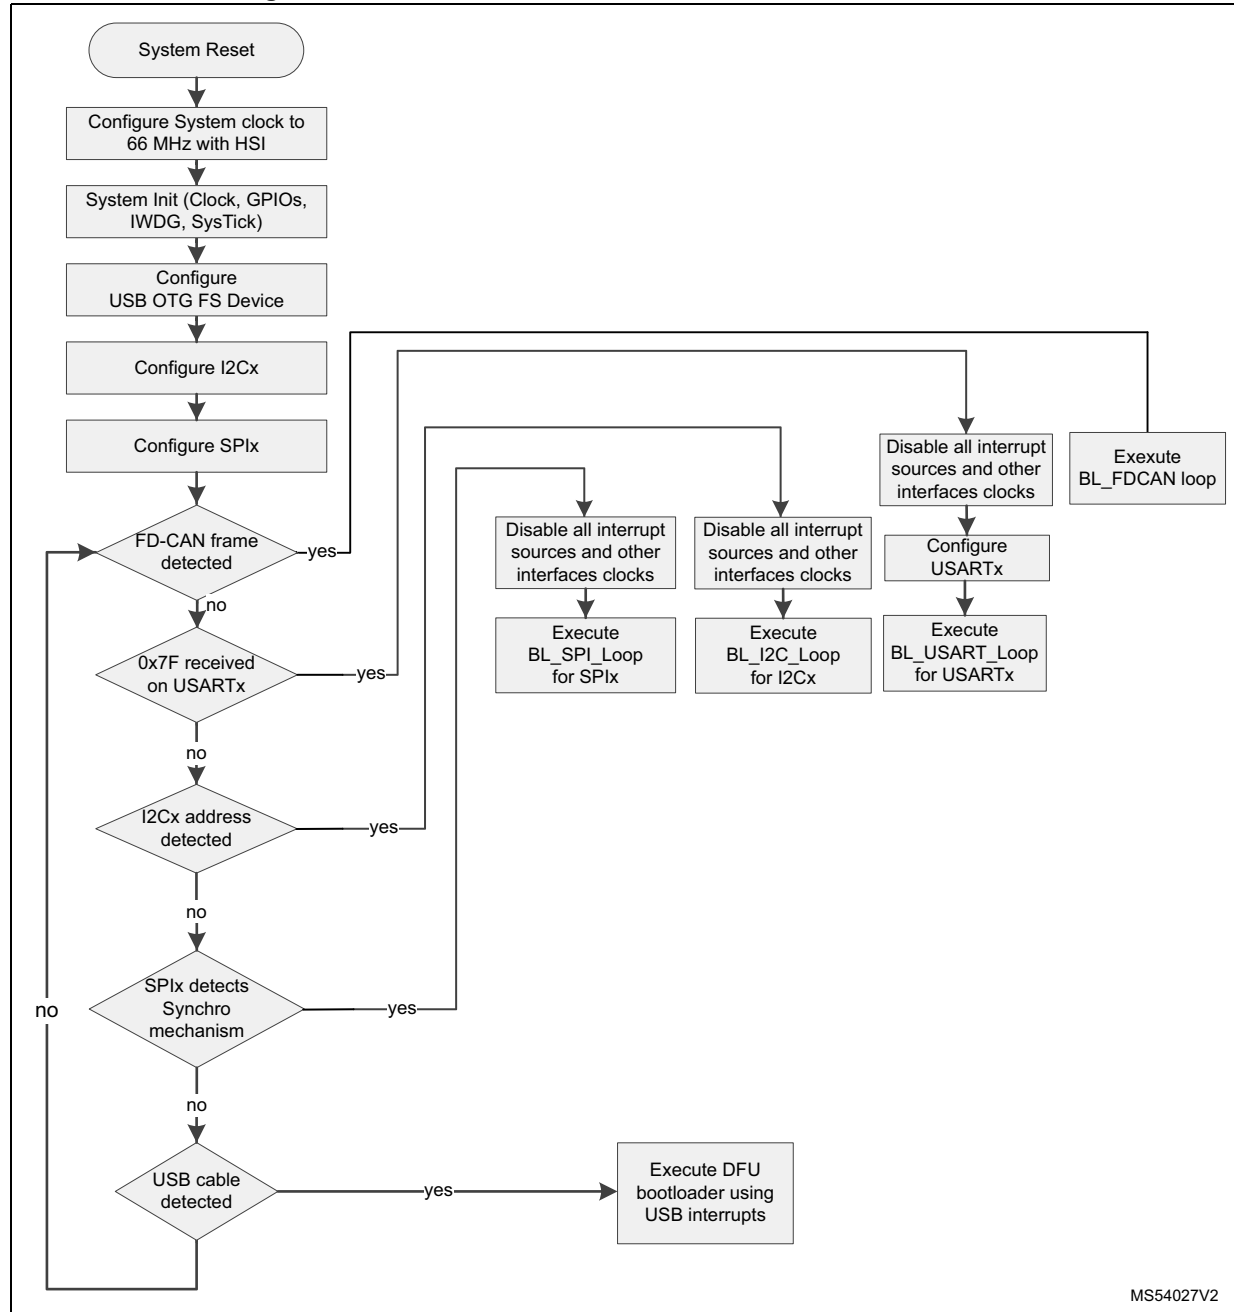 System Reset
Configure System clock to
66 MHz with HSI
System Init (Clock, GPIOs,
IWDG, SysTick)
Configure
USB OTG FS Device
Configure I2Cx
Configure SPIx
FD-CAN frame
detected
yes
no
0x7F received
on USARTx
yes
no
I2Cx address
detected
yes
no
SPIx detects
Synchro
mechanism
yes
no
no
USB cable
detected
yes
Execute DFU
bootloader using
USB interrupts
Disable all interrupt
sources and other
interfaces clocks
Execute
BL_SPI_Loop
for SPIx
Disable all interrupt
sources and other
interfaces clocks
Execute
BL_I2C_Loop
for I2Cx
Disable all interrupt
sources and other
interfaces clocks
Configure
USARTx
Execute
BL_USART_Loop
for USARTx
Exexute
BL_FDCAN loop
MS54027V2